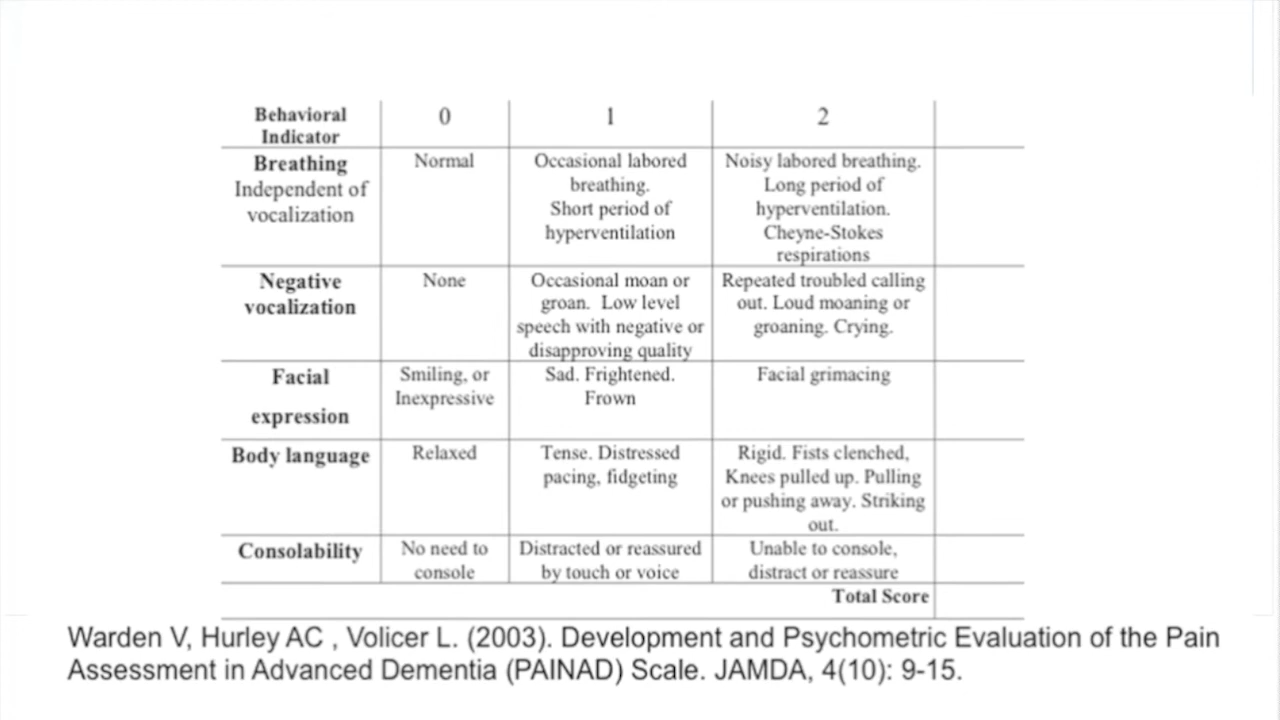 Behavioral Indicator 0 1 2
Breathing Independent of vocalization Normal Occasional labored breathing. Short period of hyperventilation Noisy labored breathing. Long period of hyperventilation. Cheyne-Stokes respirations
Negative vocalization None Occasional moan or groan. Low level speech with negative or disapproving quality Repeated troubled calling out. Loud moaning or groaning. Crying.
Facial expression Smiling, or Inexpressive Sad. Frightened. Frown Facial grimacing
Body language Relaxed Tense. Distressed pacing, fidgeting Rigid. Fists clenched, Knees pulled up. Pulling or pushing away. Striking out.
Consolability No need to console Distracted or reassured by touch or voice Unable to console, distract or reassure
Total Score
Warden V, Hurley AC , Volicer L. (2003). Development and Psychometric Evaluation of the Pain
Assessment in Advanced Dementia (PAINAD) Scale. JAMDA, 4(10): 9-15.